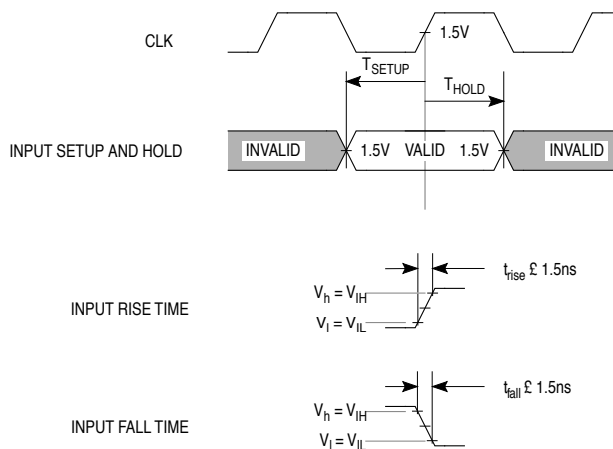 CLK
1.5V
TSETUP
THOLD
INPUT SETUP AND HOLD
INVALID 1.5V VALID 1.5V INVALID
trise £ 1.5ns
Vh = VIH
INPUT RISE TIME
Vl = VIL
tfall £ 1.5ns
Vh = VIH
INPUT FALL TIME
Vl = VIL